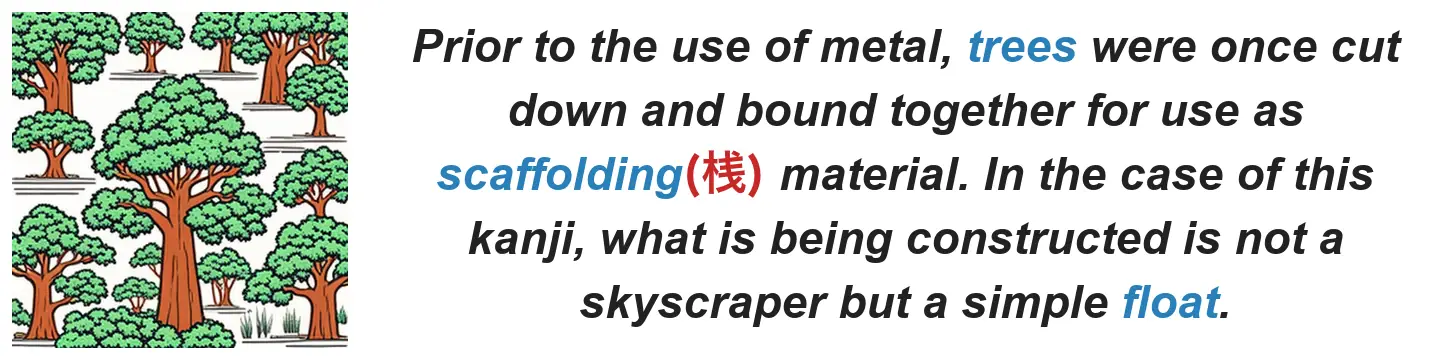 Prior to the use of metal, trees were once cut
down and bound together for use as
scaffolding(桟) material. In the case of this
kanji, what is being constructed is not a
skyscraper but a simple float.